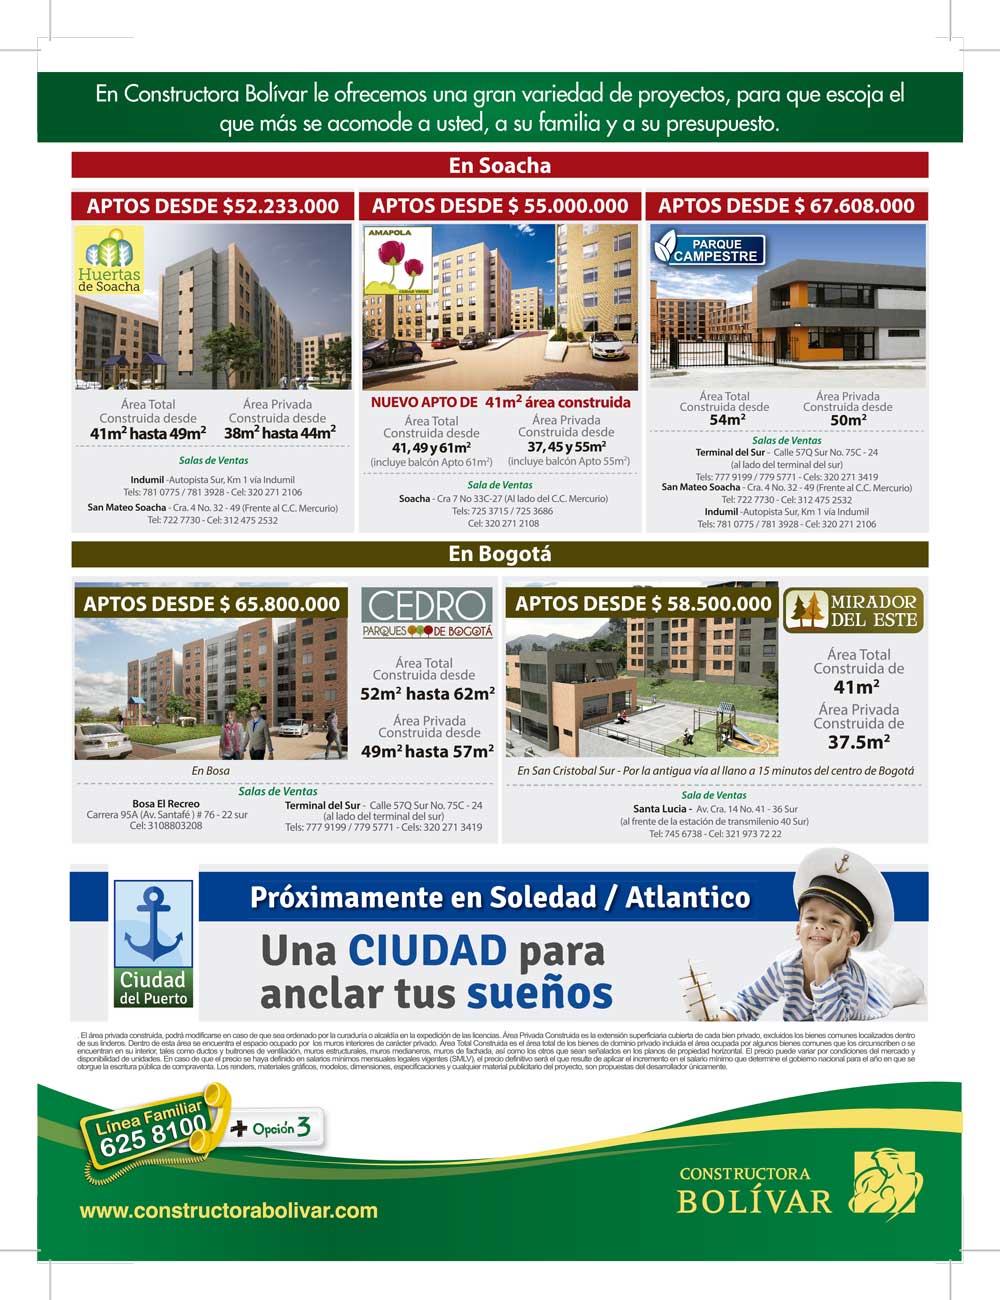 En Constructora Bolívar le ofrecemos una gran variedad de proyectos, para que escoja el
que más se acomode a usted, a su familia y a su presupuesto.
En Soacha
APTOS DESDE $52.233.000
Huertas
de Soacha
Área Total
Construida desde
41m² hasta 49m²
Área Privada
Construida desde
38m² hasta 44m²
Salas de Ventas
Indumil -Autopista Sur, Km 1 vía Indumil
Tels: 781 0775 / 781 3928 - Cel: 320 271 2106
San Mateo Soacha - Cra. 4 No. 32 - 49 (Frente al C.C. Mercurio)
Tel: 722 7730 - Cel: 312 475 2532
APTOS DESDE $ 55.000.000
AMAPOLA
CIUDAD VERDE
NUEVO APTO DE 41m² área construida
Área Total
Construida desde
41, 49 y 61m²
(incluye balcón Apto 61m²)
Área Privada
Construida desde
37, 45 y 55m²
(incluye balcón Apto 55m²)
Sala de Ventas
Soacha - Cra 7 No 33C-27 (Al lado del C.C. Mercurio)
Tels: 725 3715 / 725 3686
Cel: 320 271 2108
APTOS DESDE $ 67.608.000
PARQUE
CAMPESTRE
Área Total
Construida desde
54m²
Área Privada
Construida desde
50m²
Salas de Ventas
Terminal del Sur - Calle 57Q Sur No. 75C - 24
(al lado del terminal del sur)
Tels: 777 9199 / 779 5771 - Cels: 320 271 3419
San Mateo Soacha - Cra. 4 No. 32 - 49 (Frente al C.C. Mercurio)
Tel: 722 7730 - Cel: 312 475 2532
Indumil -Autopista Sur, Km 1 vía Indumil
Tels: 781 0775 / 781 3928 - Cel: 320 271 2106
En Bogotá
APTOS DESDE $ 65.800.000
CEDRO
PARQUES DE BOGOTÁ
Área Total
Construida desde
52m² hasta 62m²
Área Privada
Construida desde
49m² hasta 57m²
En Bosa
Salas de Ventas
Bosa El Recreo
Carrera 95A (Av. Santafé ) # 76 - 22 sur
Cel: 3108803208
Terminal del Sur - Calle 57Q Sur No. 75C - 24
(al lado del terminal del sur)
Tels: 777 9199 / 779 5771 - Cels: 320 271 3419
APTOS DESDE $ 58.500.000
MIRADOR
DEL ESTE
Área Total
Construida de
41m²
Área Privada
Construida de
37.5m²
En San Cristobal Sur - Por la antigua vía al llano a 15 minutos del centro de Bogotá
Sala de Ventas
Santa Lucia - Av. Cra. 14 No. 41 - 36 Sur
(al frente de la estación de transmilenio 40 Sur)
Tel: 745 6738 - Cel: 321 973 72 22
Ciudad
del Puerto
Próximamente en Soledad / Atlantico
Una CIUDAD para
anclar tus sueños
. El área privada construida, podrá modificarse en caso de que sea ordenado por la curaduría o alcaldía en la expedición de las licencias. Área Privada Construida es la extensión superficiaria cubierta de cada bien privado, excluidos los bienes comunes localizados dentro
de sus linderos. Dentro de esta área se encuentra el espacio ocupado por los muros interiores de carácter privado. Área Total Construida es el área total de los bienes de dominio privado incluida el área ocupada por algunos bienes comunes que los circunscriben o se
encuentran en su interior, tales como ductos y buitrones de ventilación, muros estructurales, muros medianeros, muros de fachada, así como los otros que sean señalados en los planos de propiedad horizontal. El precio puede variar por condiciones del mercado y
disponibilidad de unidades. En caso de que el precio se haya definido en salarios mínimos mensuales legales vigentes (SMLV), el precio definitivo será el que resulte de aplicar el incremento en el salario mínimo que determine el gobierno nacional para el año en que se
otorgue la escritura pública de compraventa. Los renders, materiales gráficos, modelos, dimensiones, especificaciones y cualquier material publicitario del proyecto, son propuestas del desarrollador únicamente.
Línea Familiar
625 8100
+ Opción 3
www.constructorabolivar.com
CONSTRUCTORA
BOLÍVAR